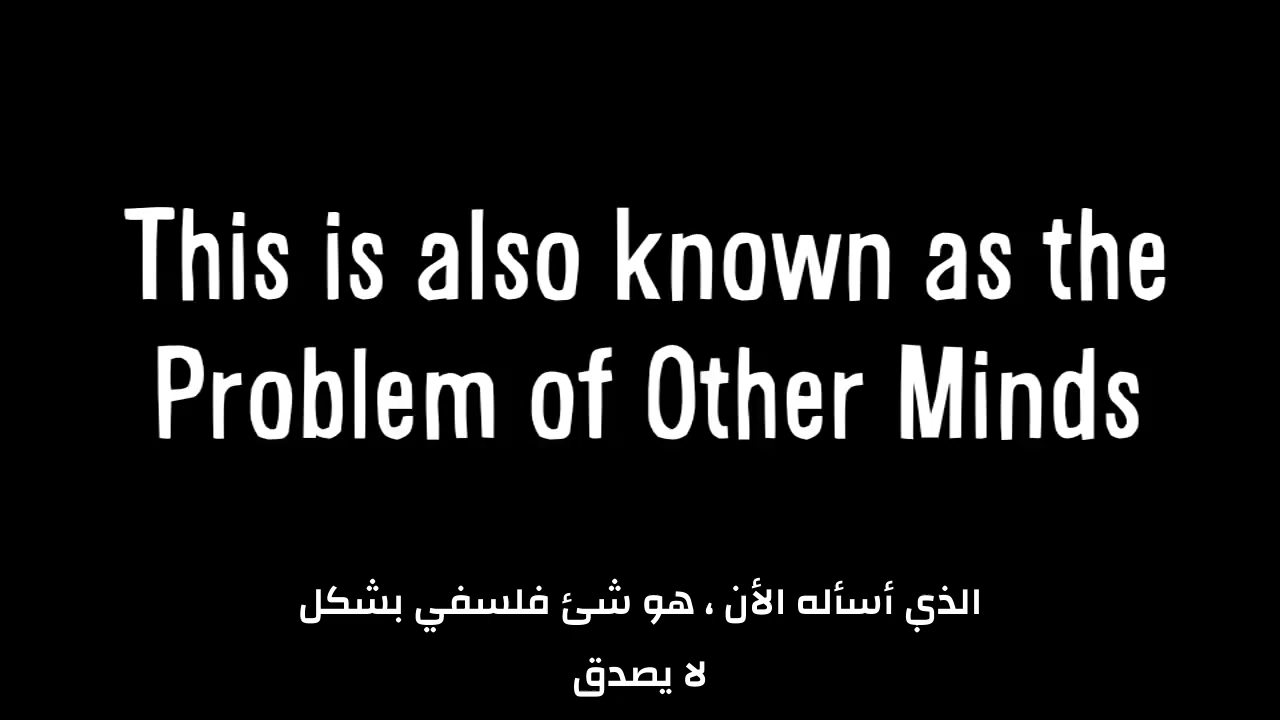 This is also known as the
Problem of Other Minds
الذي أسأله الأن ، هو شئ فلسفي بشكل
لا يصدق